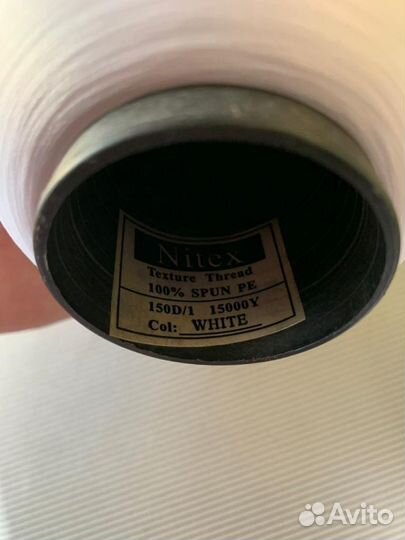 Nitex
Texture Thread
100% SPUN PE
150D/1 15000Y
Col: WHITE
Avito